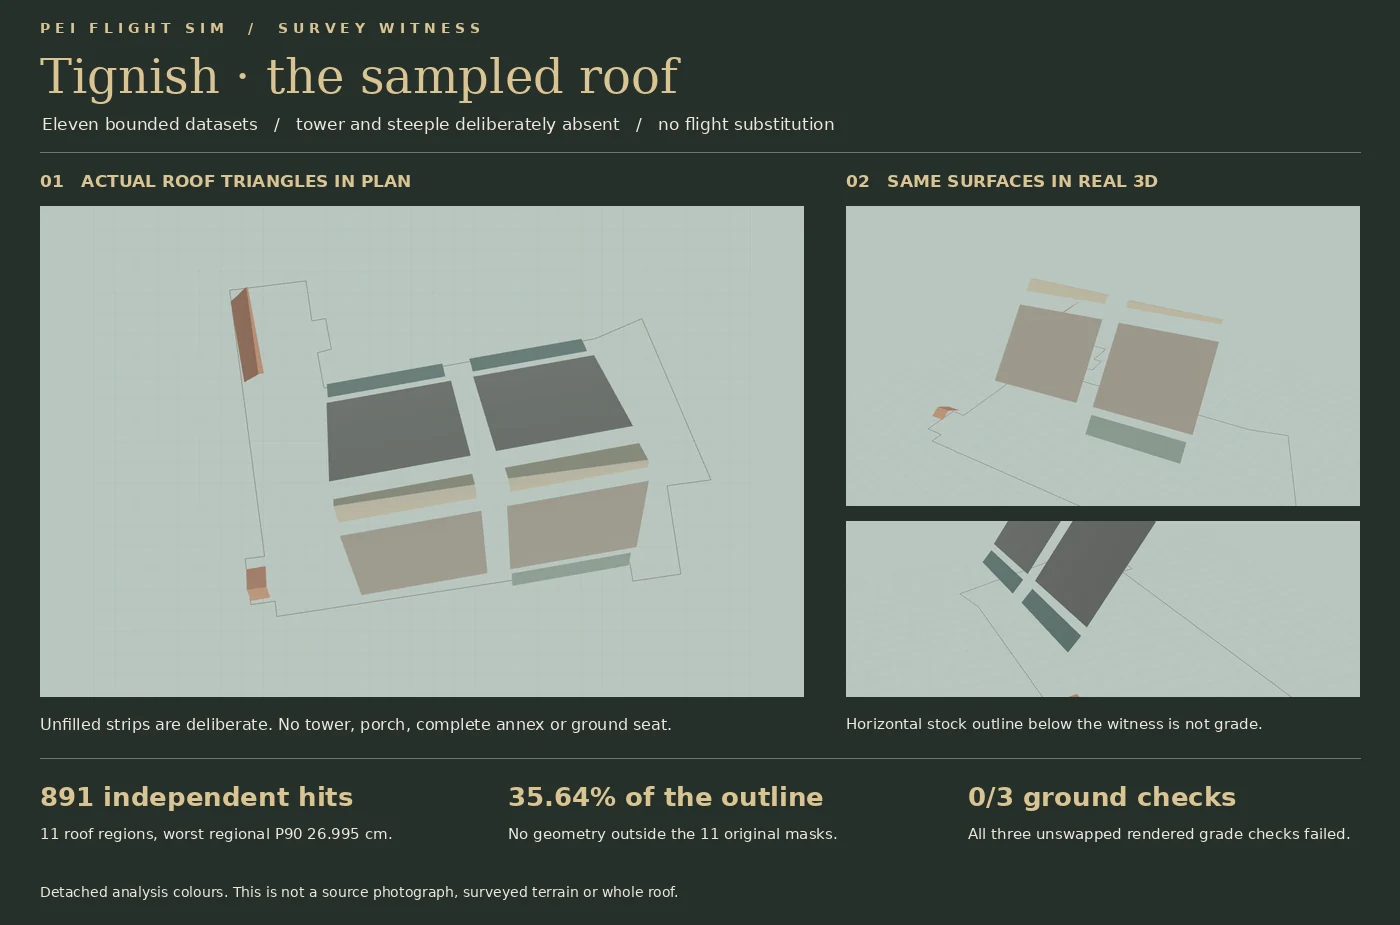 PEI FLIGHT SIM / SURVEY WITNESS
Tignish · the sampled roof
Eleven bounded datasets / tower and steeple deliberately absent / no flight substitution
01 ACTUAL ROOF TRIANGLES IN PLAN
02 SAME SURFACES IN REAL 3D
Unfilled strips are deliberate. No tower, porch, complete annex or ground seat.
Horizontal stock outline below the witness is not grade.
891 independent hits
11 roof regions, worst regional P90 26.995 cm.
35.64% of the outline
No geometry outside the 11 original masks.
0/3 ground checks
All three unswapped rendered grade checks failed.
Detached analysis colours. This is not a source photograph, surveyed terrain or whole roof.